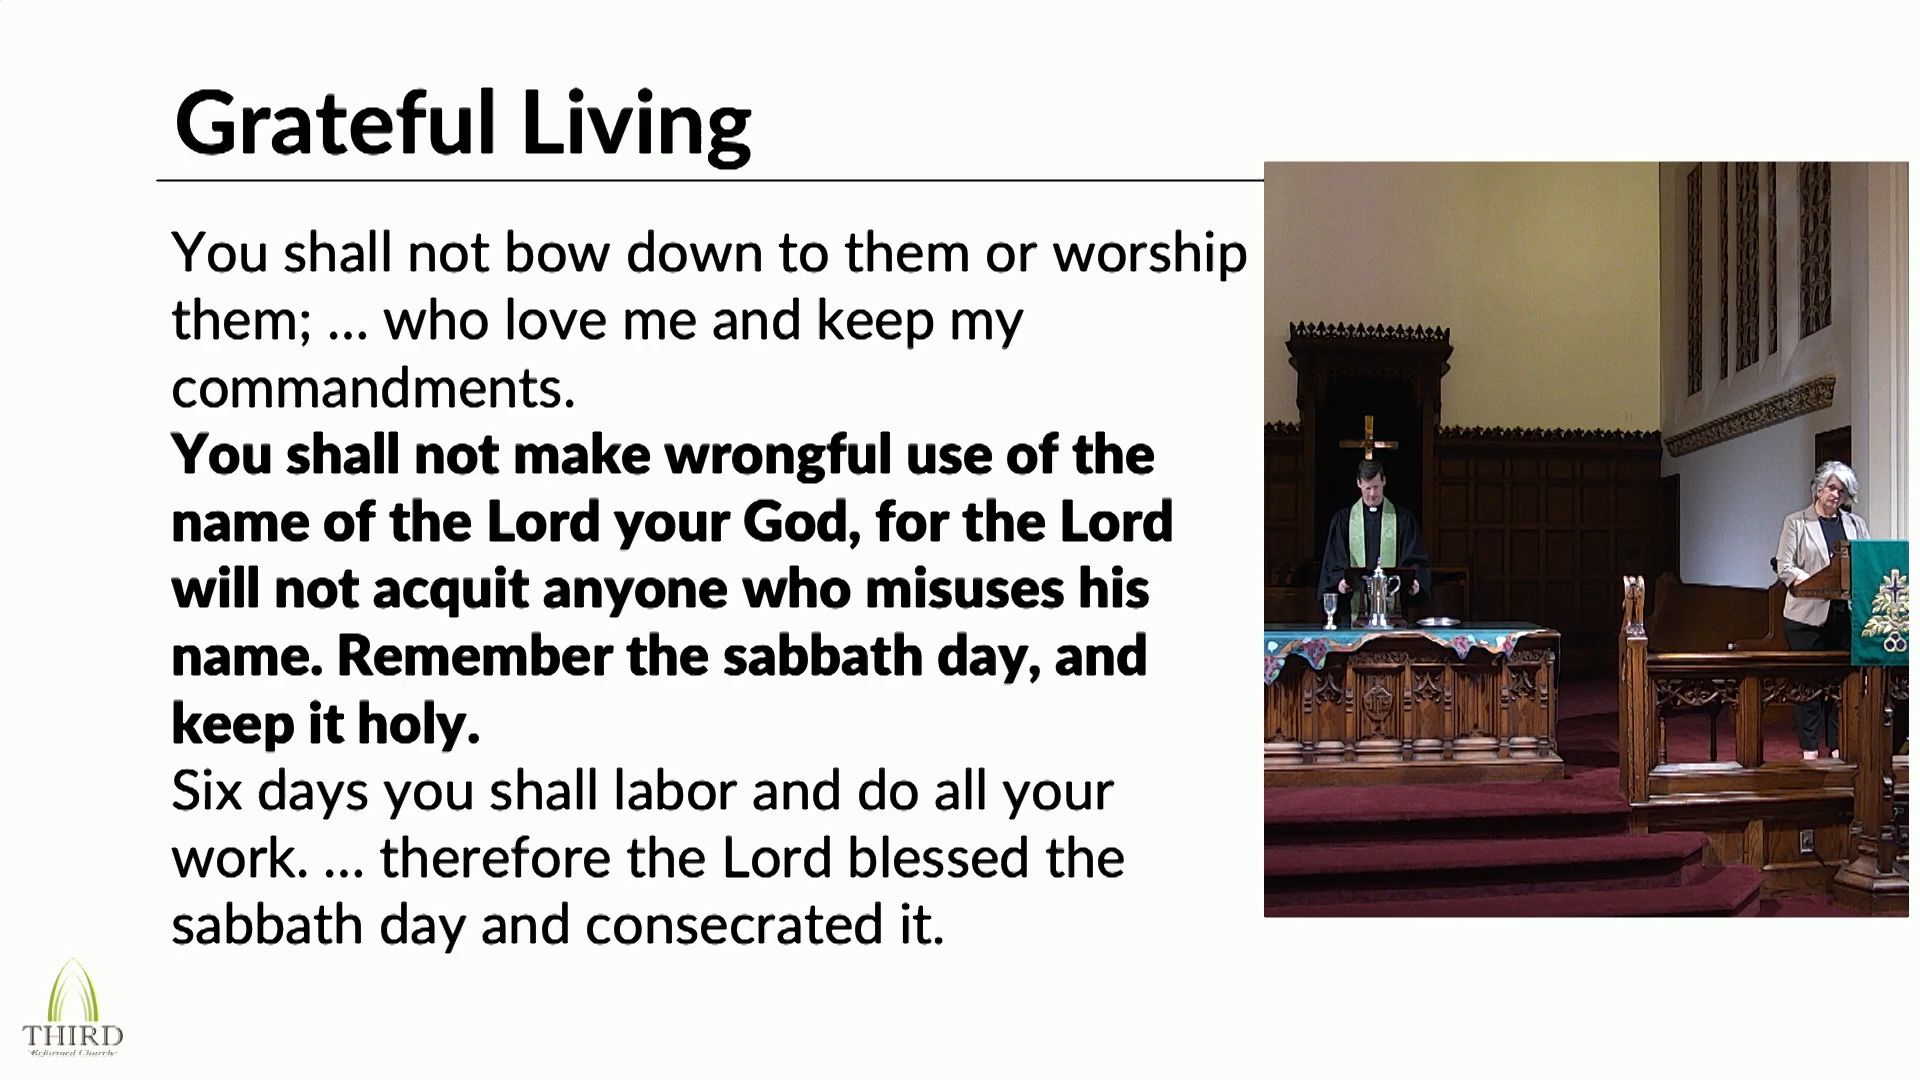 Grateful Living
You shall not bow down to them or worship
them; ... who love me and keep my
commandments.
You shall not make wrongful use of the
name of the Lord your God, for the Lord
will not acquit anyone who misuses his
name. Remember the sabbath day, and
keep it holy.
Six days you shall labor and do all your
work. ... therefore the Lord blessed the
sabbath day and consecrated it.
THIRD
Reformed Church